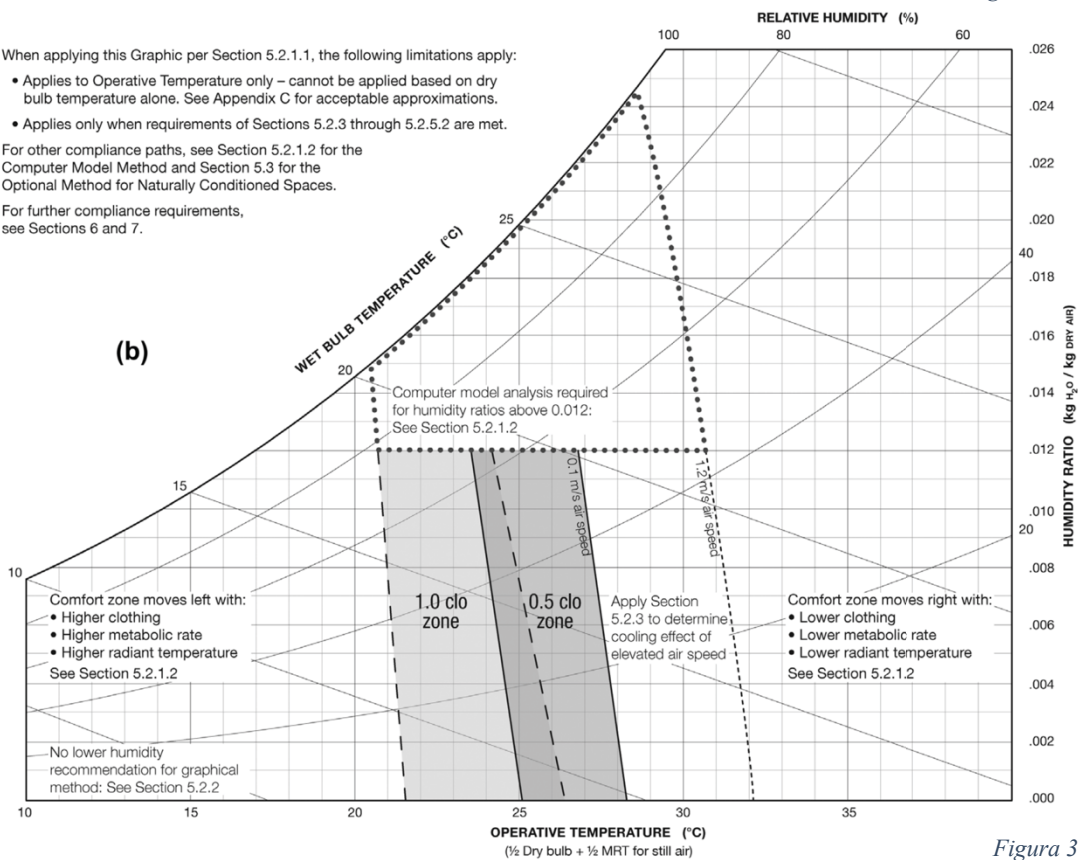 RELATIVE HUMIDITY (%)
100
80
60
When applying this Graphic per Section 5.2.1.1, the following limitations apply:
• Applies to Operative Temperature only – cannot be applied based on dry
bulb temperature alone. See Appendix C for acceptable approximations.
• Applies only when requirements of Sections 5.2.3 through 5.2.5.2 are met.
For other compliance paths, see Section 5.2.1.2 for the
Computer Model Method and Section 5.3 for the
Optional Method for Naturally Conditioned Spaces.
For further compliance requirements,
see Sections 6 and 7.
(b)
WET BULB TEMPERATURE (°C)
25
20
15
10
.026
.024
.022
.020
40
.018
.016
.014
.012
.010
20
.008
.006
.004
.002
.000
HUMIDITY RATIO (kg H2O / kg DRY AIR)
Computer model analysis required
for humidity ratios above 0.012:
See Section 5.2.1.2
0.1 m/s air speed
1.2 m/s air speed
Comfort zone moves left with:
• Higher clothing
• Higher metabolic rate
• Higher radiant temperature
See Section 5.2.1.2
1.0 clo
zone
0.5 clo
zone
Apply Section
5.2.3 to determine
cooling effect of
elevated air speed
Comfort zone moves right with:
• Lower clothing
• Lower metabolic rate
• Lower radiant temperature
See Section 5.2.1.2
No lower humidity
recommendation for graphical
method: See Section 5.2.2
10
15
20
25
30
35
OPERATIVE TEMPERATURE (°C)
(½ Dry bulb + ½ MRT for still air)
Figura 3